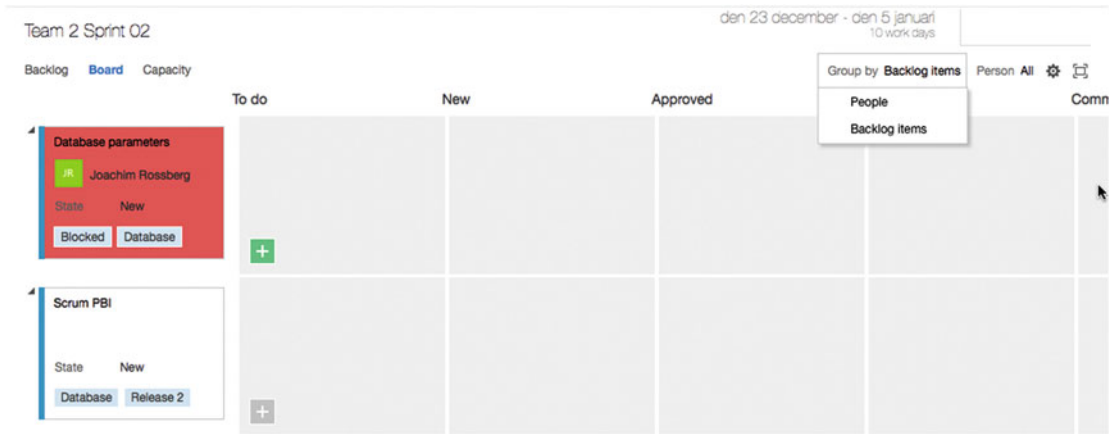 Team 2 Sprint 02
den 23 december - den 5 januari
10 work days
Backlog Board Capacity
Group by Backlog items Person All
People
Backlog items
To do New Approved Comm
Database parameters
JR Joachim Rossberg
State New
Blocked Database
Scrum PBI
State New
Database Release 2